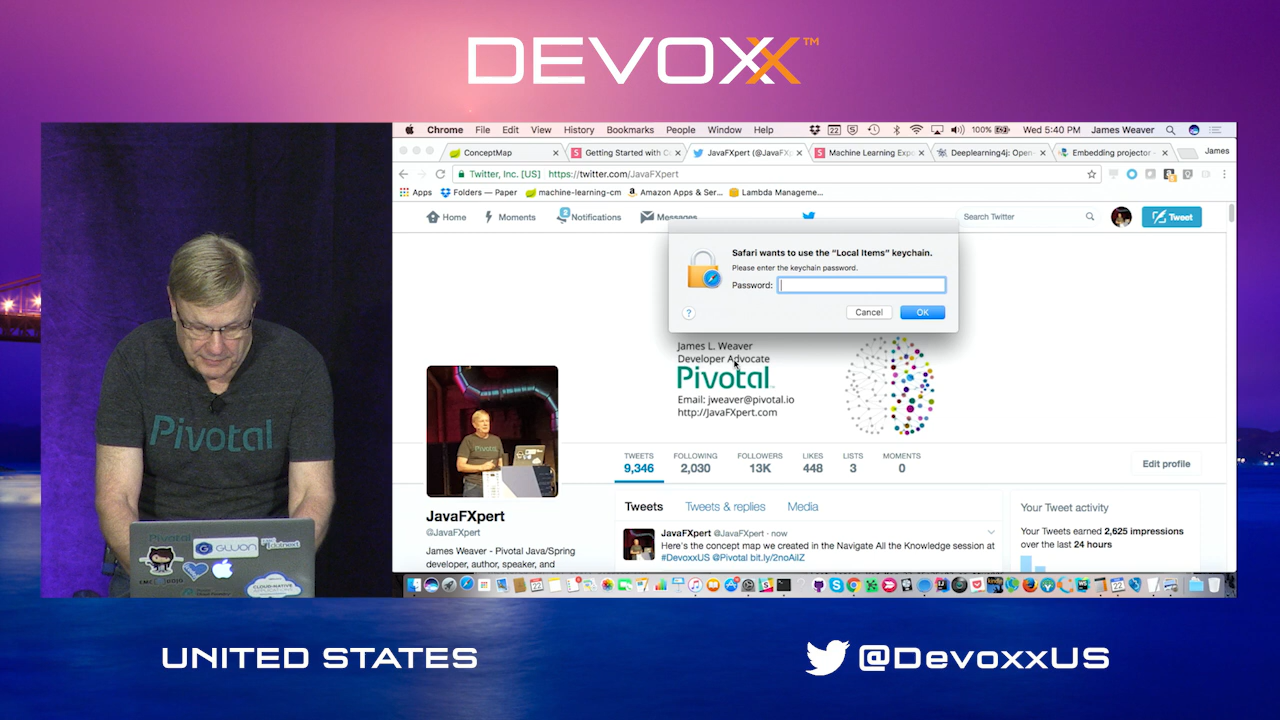 DEVOXX™
Chrome File Edit View History Bookmarks People Window Help 100% Wed 5:40 PM James Weaver
ConceptMap
Getting Started with C
JavaFXpert (@JavaFX
Machine Learning Exp
Deeplearning4j: Open-
Embedding projector -
James
Twitter, Inc. [US] https://twitter.com/JavaFXpert
Apps Folders — Paper machine-learning-cm Amazon Apps & Ser... Lambda Manageme...
Home Moments 2 Notifications Messages Search Twitter Tweet
Safari wants to use the “Local Items” keychain.
Please enter the keychain password.
Password:
? Cancel OK
James L. Weaver
Developer Advocate
Pivotal
Email: jweaver@pivotal.io
http://JavaFXpert.com
Pivotal
TWEETS FOLLOWING FOLLOWERS LIKES LISTS MOMENTS
9,346 2,030 13K 448 3 0
Edit profile
JavaFXpert
@JavaFXpert
James Weaver - Pivotal Java/Spring
developer, author, speaker, and
Tweets Tweets & replies Media
JavaFXpert @JavaFXpert · now
Here's the concept map we created in the Navigate All the Knowledge session at
#DevoxxUS @Pivotal
Your Tweet activity
Your Tweets earned 2,625 impressions
over the last 24 hours
Pivotal
GLUON
CLOUD-NATIVE
UNITED STATES
@DevoxxUS